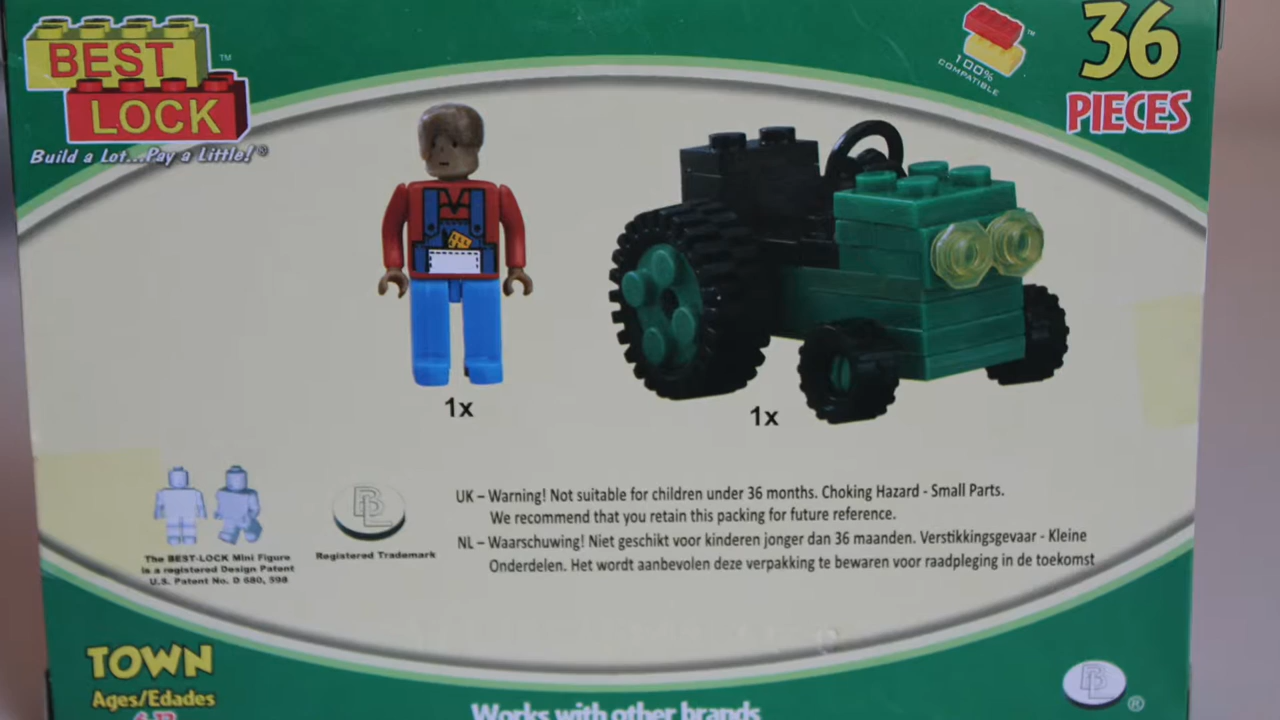 BEST
LOCK™
Build a Lot...Pay a Little!®
100%
COMPATIBLE
™
36
PIECES
1x
1x
The BEST-LOCK Mini Figure
is a registered Design Patent
U.S. Patent No. D 680, 598
BL
Registered Trademark
UK – Warning! Not suitable for children under 36 months. Choking Hazard - Small Parts.
We recommend that you retain this packing for future reference.
NL – Waarschuwing! Niet geschikt voor kinderen jonger dan 36 maanden. Verstikkingsgevaar - Kleine
Onderdelen. Het wordt aanbevolen deze verpakking te bewaren voor raadpleging in de toekomst
TOWN
Ages/Edades
Works with other brands
BL®